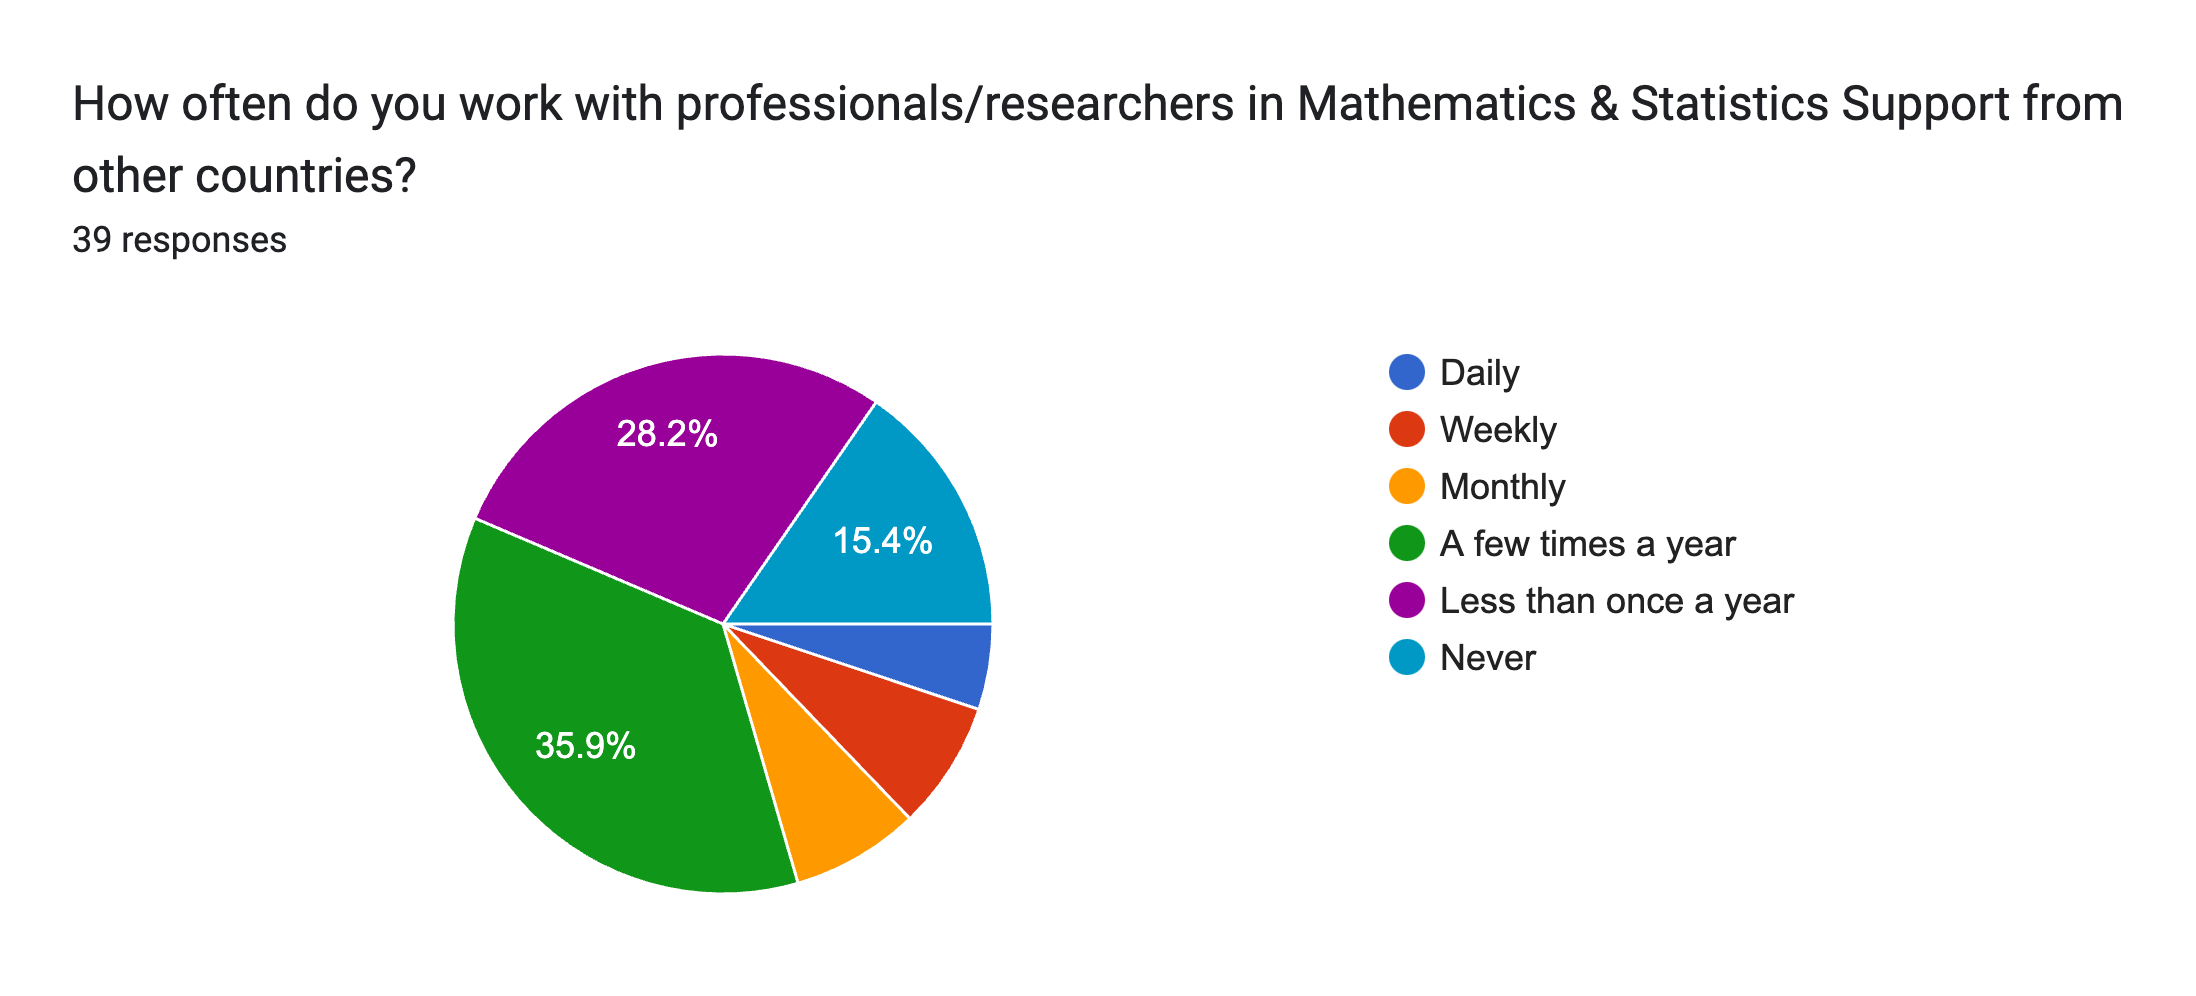 How often do you work with professionals/researchers in Mathematics & Statistics Support from
other countries?
39 responses
28.2%
15.4%
35.9%
Daily
Weekly
Monthly
A few times a year
Less than once a year
Never